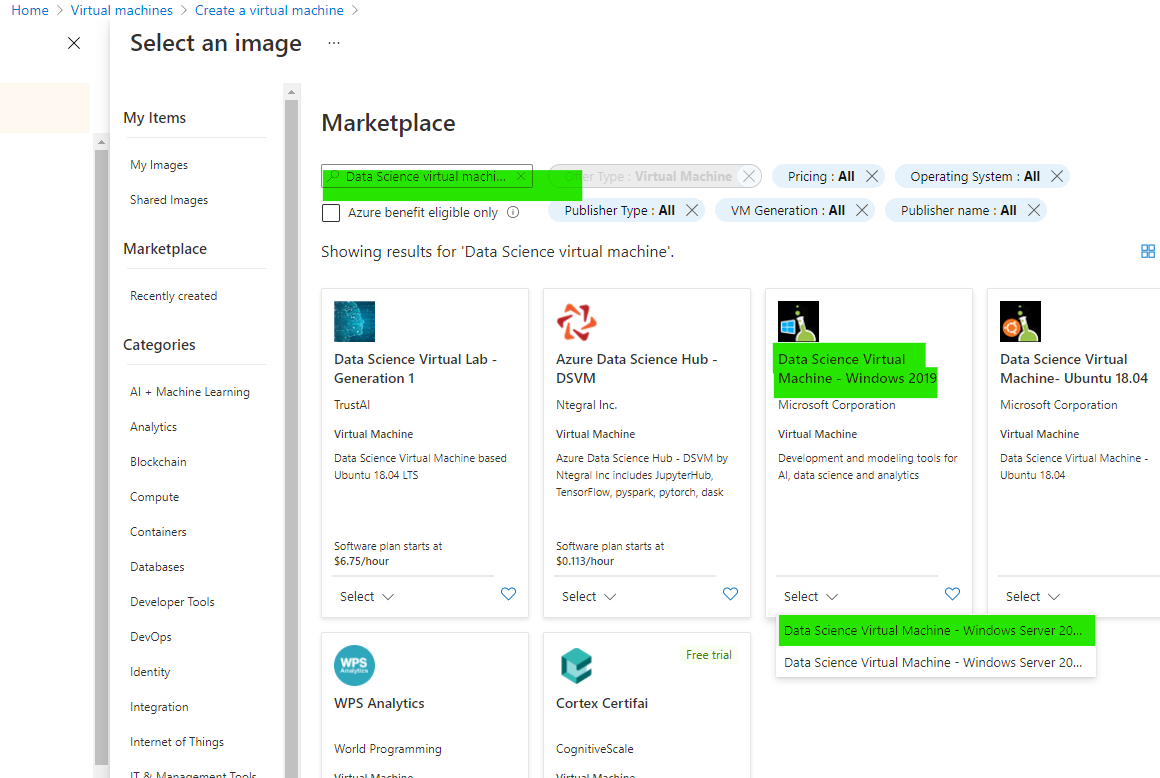 Home > Virtual machines > Create a virtual machine >
Select an image ...
My Items
My Images
Shared Images
Marketplace
Recently created
Categories
AI + Machine Learning
Analytics
Blockchain
Compute
Containers
Databases
Developer Tools
DevOps
Identity
Integration
Internet of Things
IT & Management Tools
Marketplace
Data Science virtual machi...
Offer Type : Virtual Machine
Pricing : All
Operating System : All
Azure benefit eligible only
Publisher Type : All
VM Generation : All
Publisher name : All
Showing results for 'Data Science virtual machine'.
Data Science Virtual Lab -
Generation 1
TrustAI
Virtual Machine
Data Science Virtual Machine based
Ubuntu 18.04 LTS
Software plan starts at
$6.75/hour
Select
Azure Data Science Hub -
DSVM
Ntegral Inc.
Virtual Machine
Azure Data Science Hub - DSVM by
Ntegral Inc includes JupyterHub,
TensorFlow, pyspark, pytorch, dask
Software plan starts at
$0.113/hour
Select
Data Science Virtual
Machine - Windows 2019
Microsoft Corporation
Virtual Machine
Development and modeling tools for
AI, data science and analytics
Select
Data Science Virtual Machine - Windows Server 20...
Data Science Virtual Machine - Windows Server 20...
Data Science Virtual
Machine- Ubuntu 18.04
Microsoft Corporation
Virtual Machine
Data Science Virtual Machine -
Ubuntu 18.04
Select
WPS
Analytics
WPS Analytics
World Programming
Virtual Machine
Free trial
Cortex Certifai
CognitiveScale
Virtual Machine